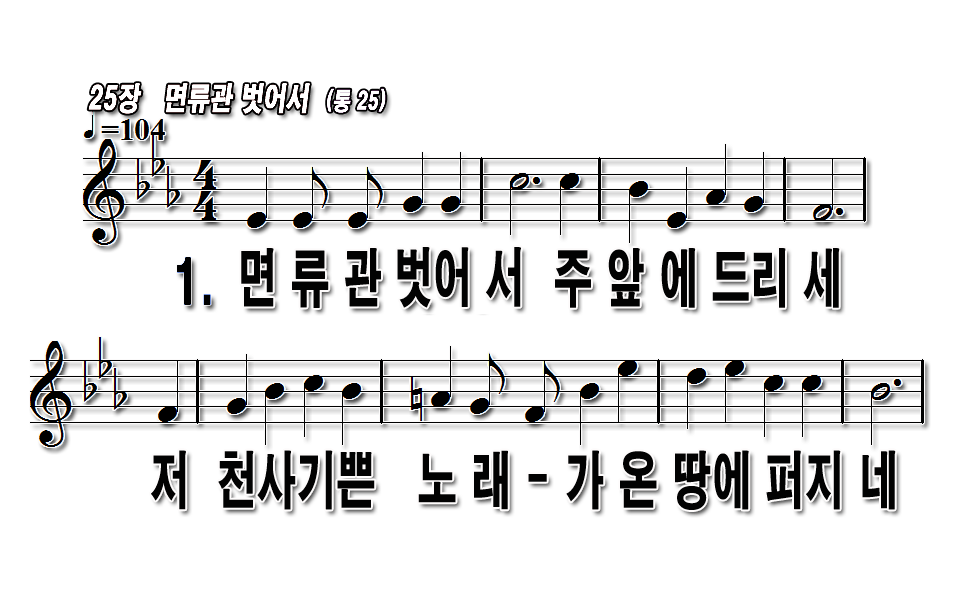 25장 면류관 벗어서 (통 25)
♩=104
4
4
1. 면 류 관 벗어 서 주 앞 에 드리 세
저 천사기쁜 노 래 - 가 온 땅에 퍼지 네